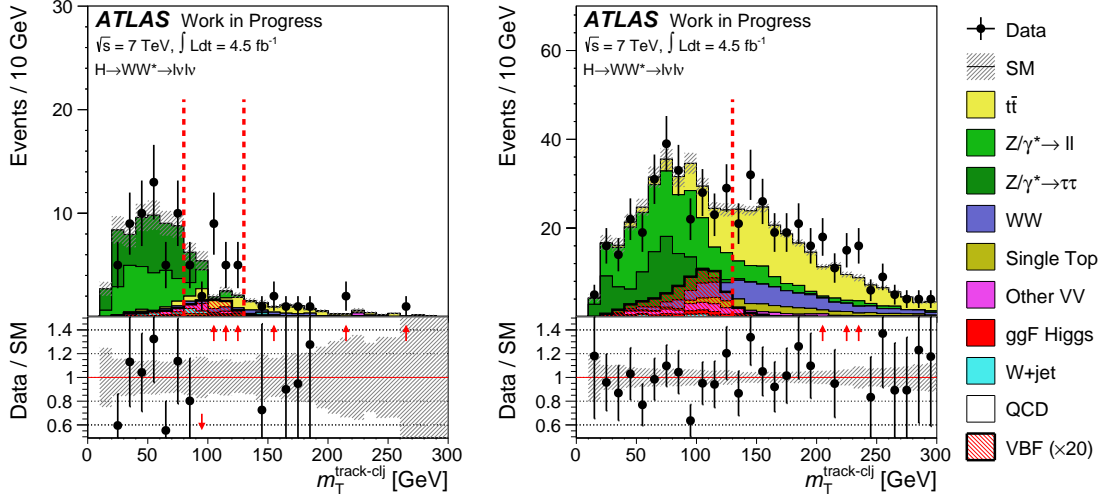 ATLAS Work in Progress
√s = 7 TeV, ∫ Ldt = 4.5 fb⁻¹
H→WW*→lνlν
Events / 10 GeV
30
20
10
Data / SM
1.4
1.2
1
0.8
0.6
0 50 100 150 200 250 300
m_T^track-clj [GeV]
ATLAS Work in Progress
√s = 7 TeV, ∫ Ldt = 4.5 fb⁻¹
H→WW*→lνlν
Events / 10 GeV
60
40
20
Data / SM
1.4
1.2
1
0.8
0.6
0 50 100 150 200 250 300
m_T^track-clj [GeV]
Data
SM
tt̄
Z/γ*→ ll
Z/γ*→ττ
WW
Single Top
Other VV
ggF Higgs
W+jet
QCD
VBF (×20)